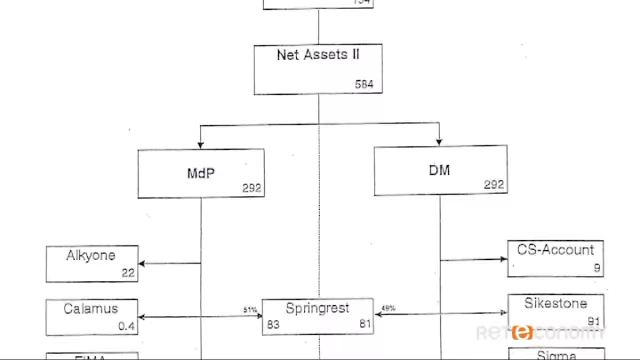 Net Assets II
584
MdP
292
DM
292
Alkyone
22
CS-Account
9
Calamus
0.4
51%
Springrest
83 81
49%
Sikestone
91
RETeCONOMY
Sigma